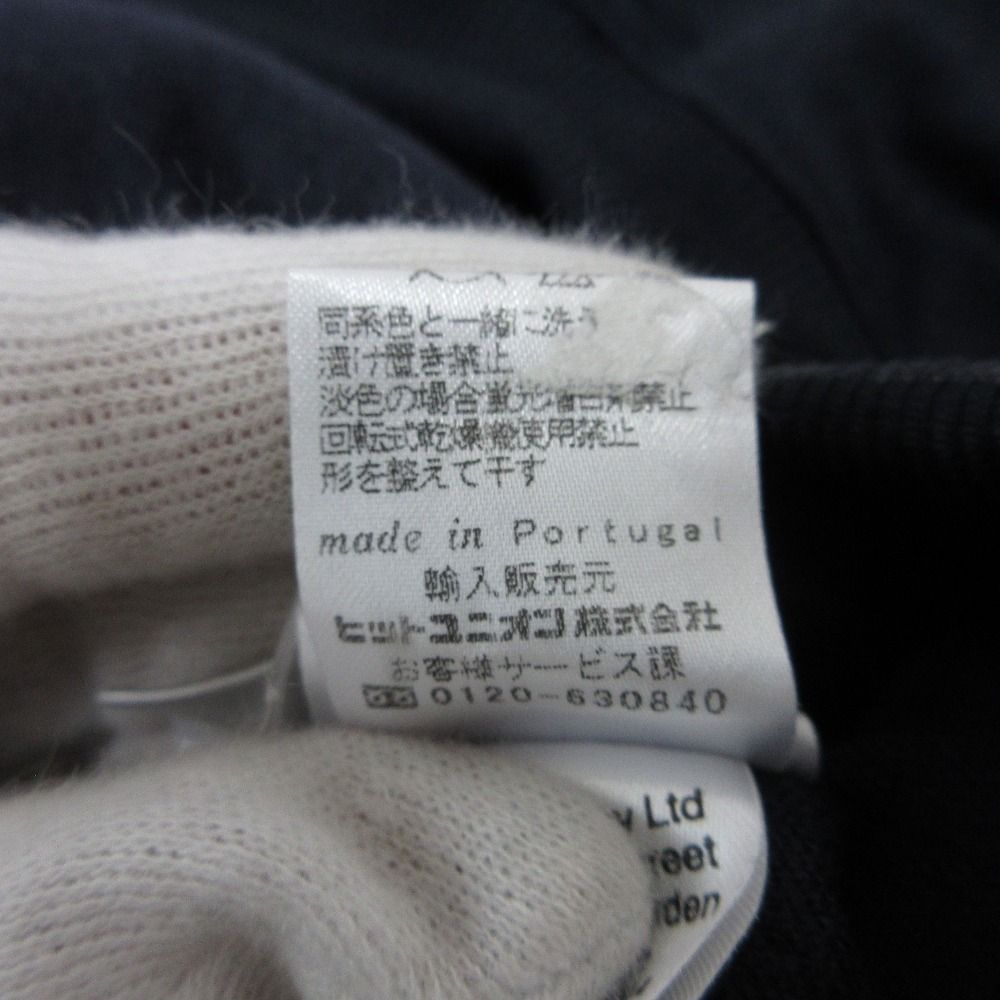 同系色と一緒に洗う
漬け置き禁止
淡色の場合蛍光増白剤禁止
回転式乾燥機使用禁止
形を整えて干す
made in Portugal
輸入販売元
ヒットユニオン株式会社
お客様サービス課
0120-630840
Ltd